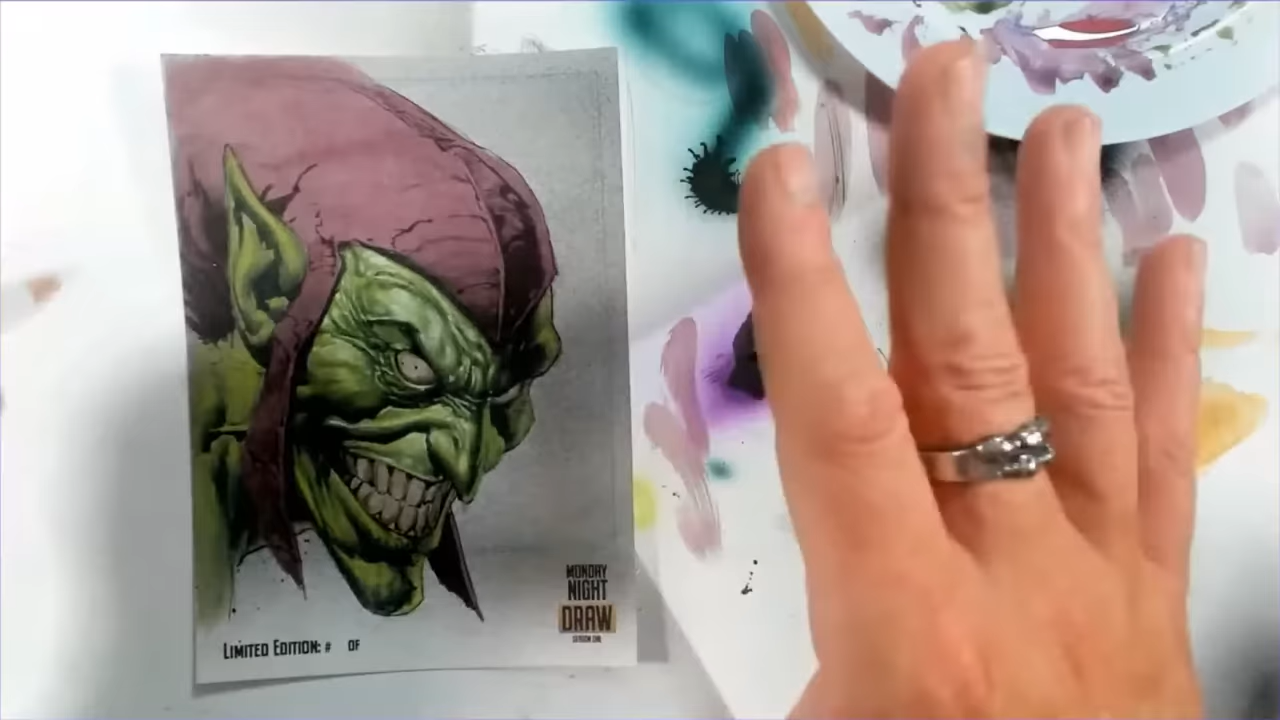 LIMITED EDITION: # OF
MONDAY
NIGHT
DRAW
SEASON ONE